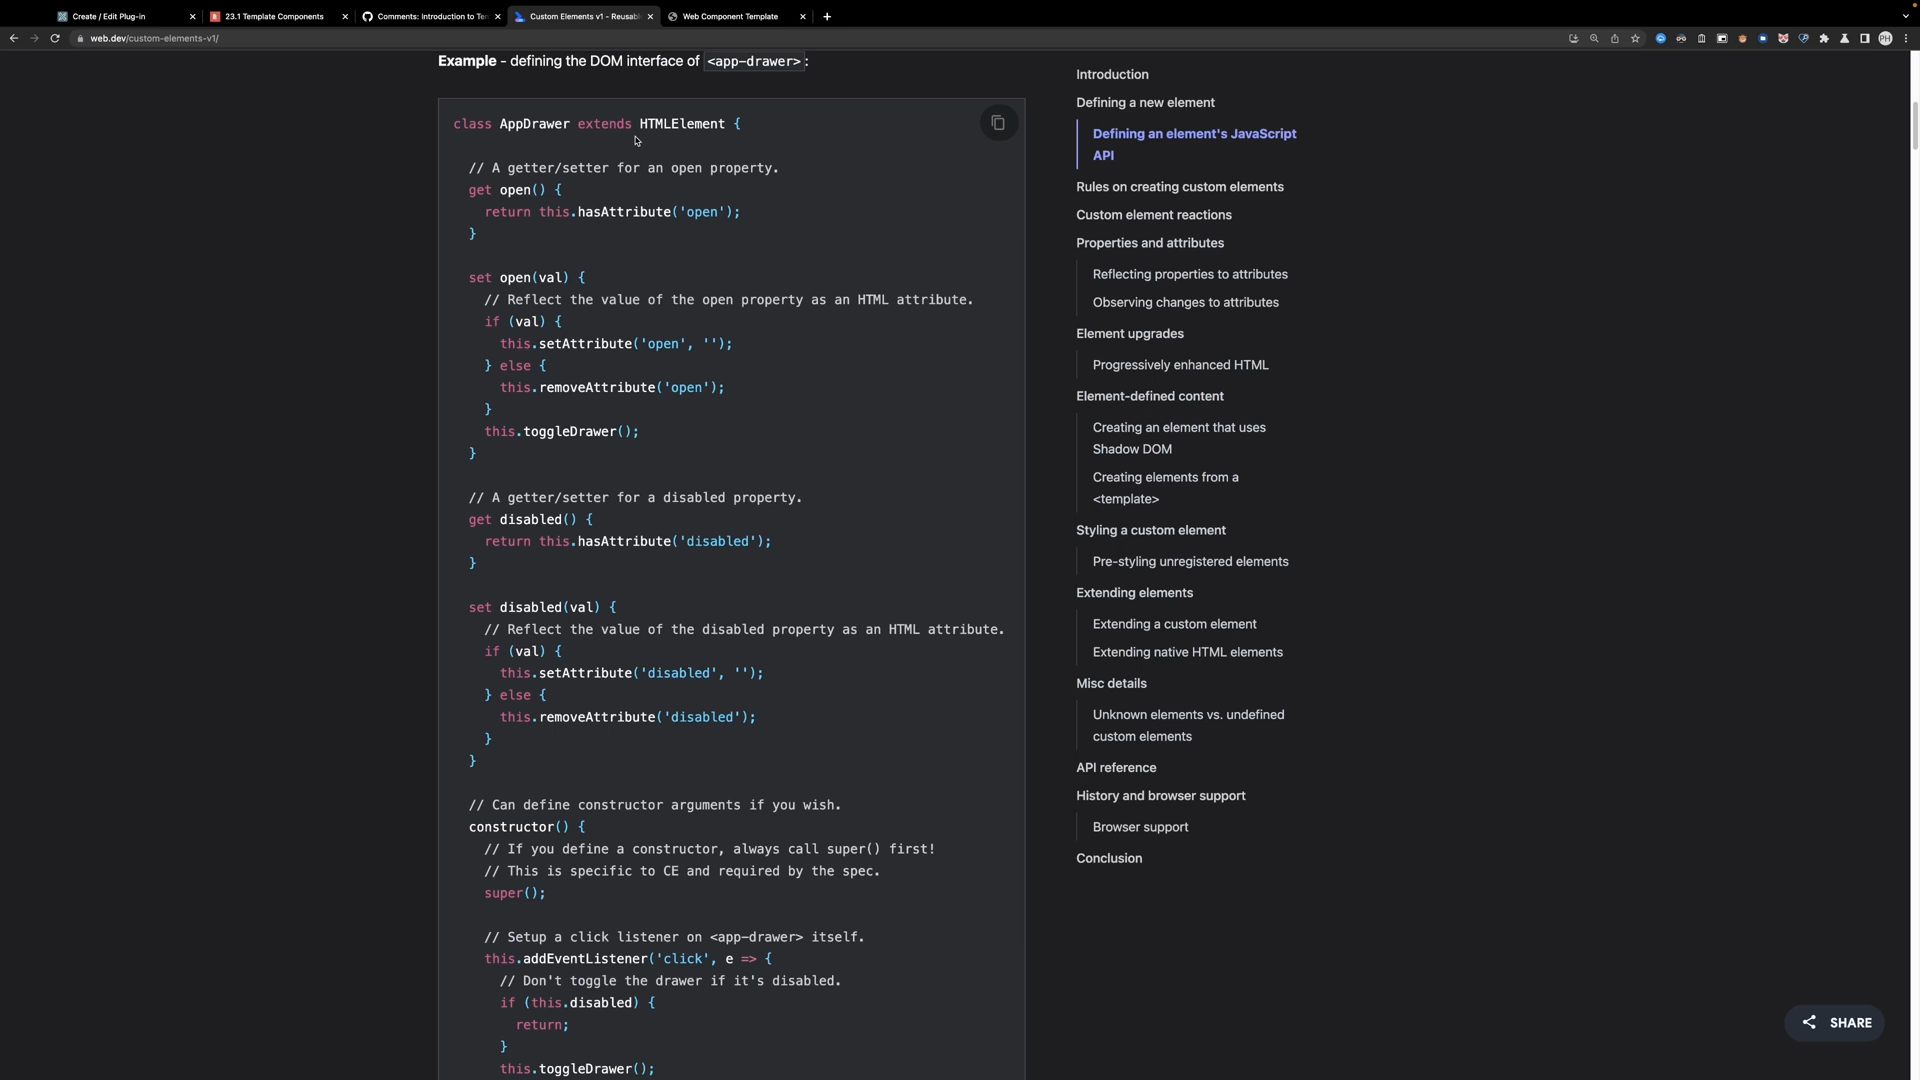 Create / Edit Plug-in
23.1 Template Components
Comments: Introduction to Ten
Custom Elements v1 - Reusab
Web Component Template
web.dev/custom-elements-v1/
PH
Example - defining the DOM interface of <app-drawer>:
class AppDrawer extends HTMLElement {
// A getter/setter for an open property.
get open() {
return this.hasAttribute('open');
}
set open(val) {
// Reflect the value of the open property as an HTML attribute.
if (val) {
this.setAttribute('open', '');
} else {
this.removeAttribute('open');
}
this.toggleDrawer();
}
// A getter/setter for a disabled property.
get disabled() {
return this.hasAttribute('disabled');
}
set disabled(val) {
// Reflect the value of the disabled property as an HTML attribute.
if (val) {
this.setAttribute('disabled', '');
} else {
this.removeAttribute('disabled');
}
}
// Can define constructor arguments if you wish.
constructor() {
// If you define a constructor, always call super() first!
// This is specific to CE and required by the spec.
super();
// Setup a click listener on <app-drawer> itself.
this.addEventListener('click', e => {
// Don't toggle the drawer if it's disabled.
if (this.disabled) {
return;
}
this.toggleDrawer();
Introduction
Defining a new element
Defining an element's JavaScript
API
Rules on creating custom elements
Custom element reactions
Properties and attributes
Reflecting properties to attributes
Observing changes to attributes
Element upgrades
Progressively enhanced HTML
Element-defined content
Creating an element that uses
Shadow DOM
Creating elements from a
<template>
Styling a custom element
Pre-styling unregistered elements
Extending elements
Extending a custom element
Extending native HTML elements
Misc details
Unknown elements vs. undefined
custom elements
API reference
History and browser support
Browser support
Conclusion
SHARE